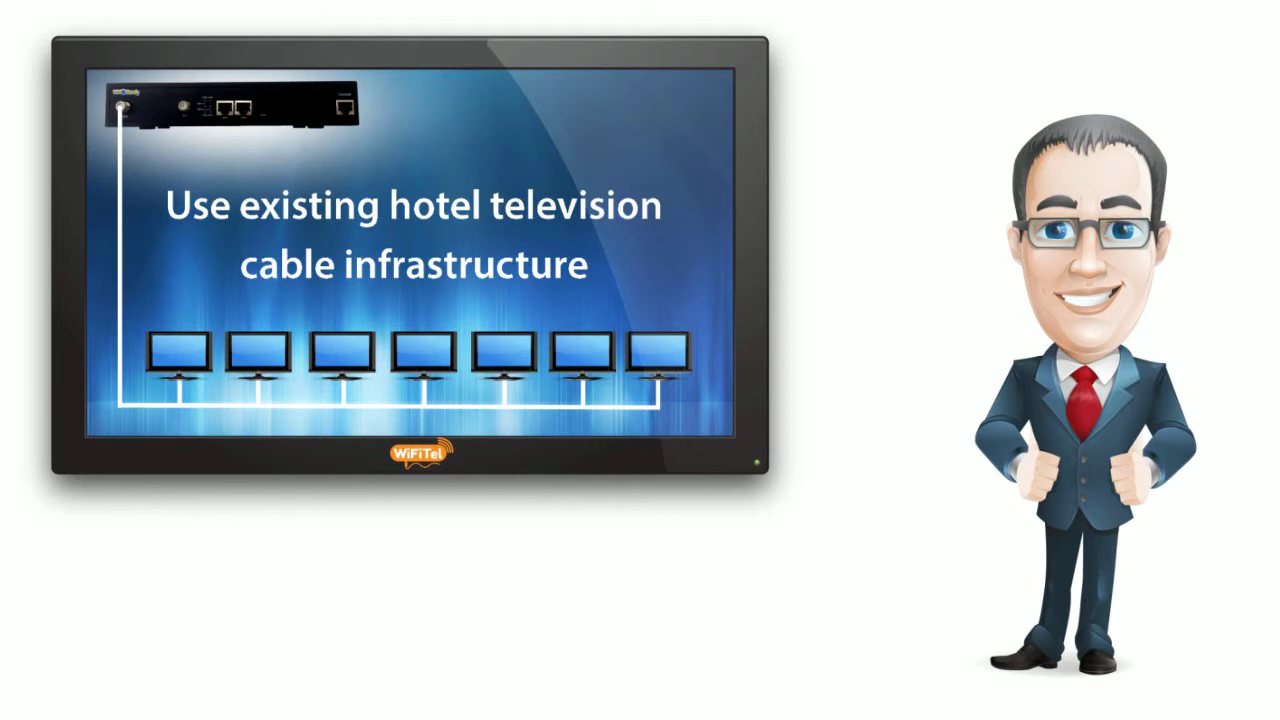 Use existing hotel television
cable infrastructure
WiFiTel